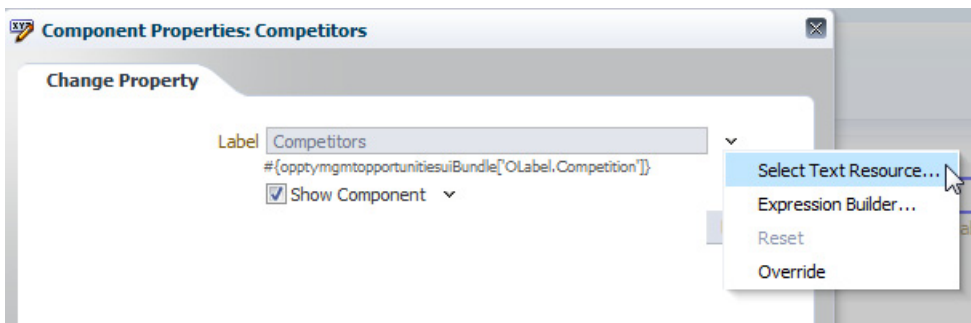 Component Properties: Competitors
Change Property
Label Competitors
#{opptymgmtopportunitiesuiBundle['OLabel.Competition']}
Show Component
Select Text Resource...
Expression Builder...
Reset
Override